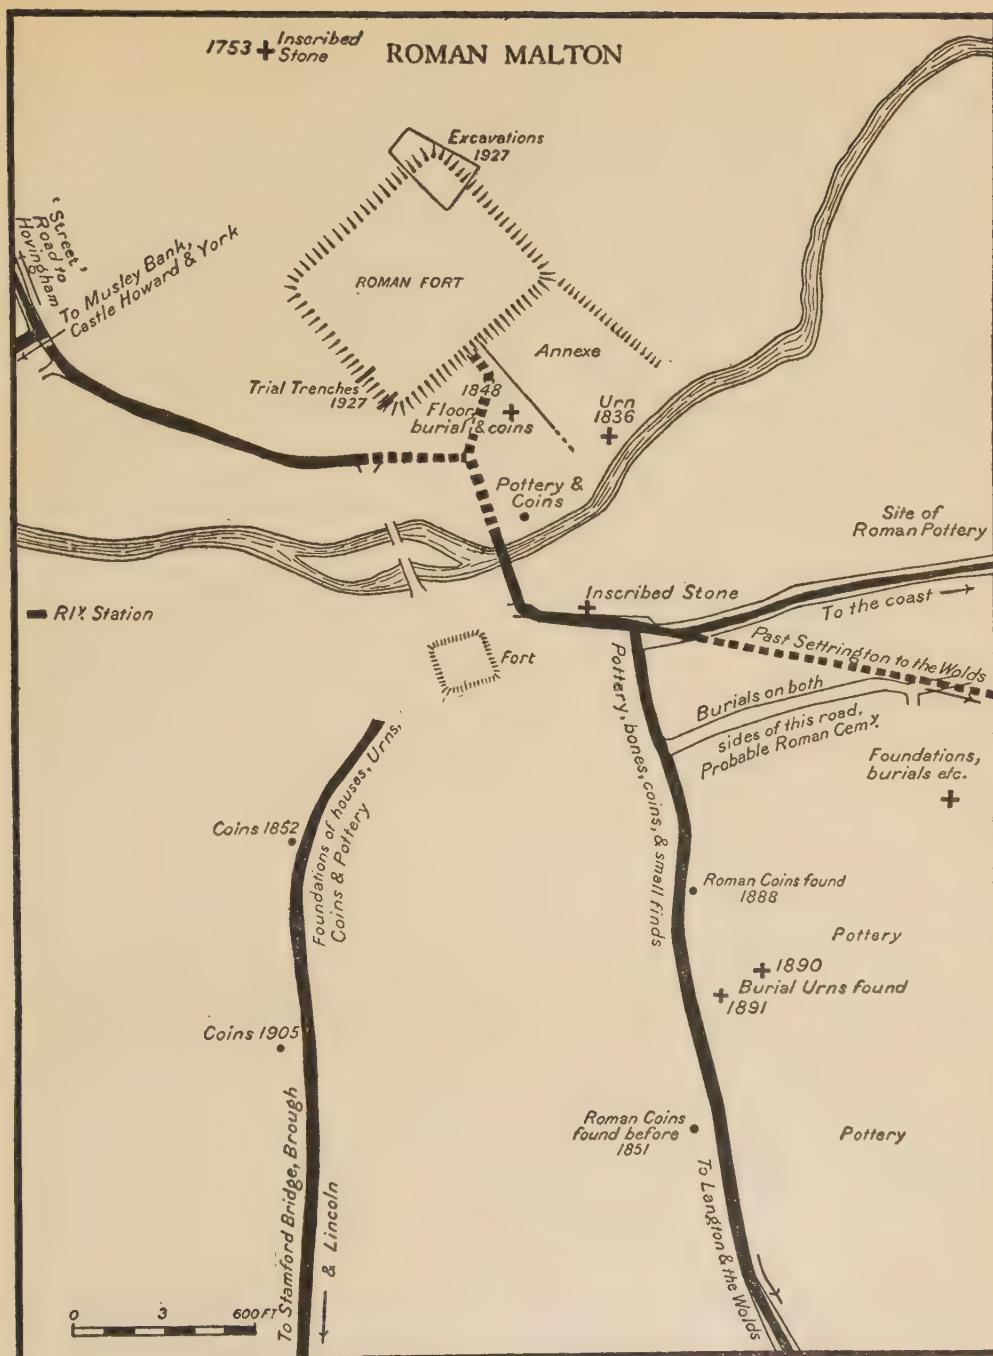 ROMAN MALTON
1753 Inscribed
Stone
Excavations
1927
'Street'
Road to
Hovingham
To Musley Bank,
Castle Howard & York
ROMAN FORT
Annexe
Trial Trenches
1927
1848
Floor,
burial, & coins
Urn
1836
Pottery &
Coins
Site of
Roman Pottery
Rly. Station
Inscribed Stone
To the coast
Past Settrington to the Wolds
Fort
Burials on both
sides of this road.
Probable Roman Cemy.
Foundations,
burials etc.
Pottery, bones, coins, & small finds
Foundations of houses, Urns,
Coins & Pottery
Coins 1852
Roman Coins found
1888
Pottery
1890
Burial Urns found
1891
Coins 1905
Roman Coins
found before
1851
Pottery
To Stamford Bridge, Brough
& Lincoln
To Langton & the Wolds
0 3 600 FT